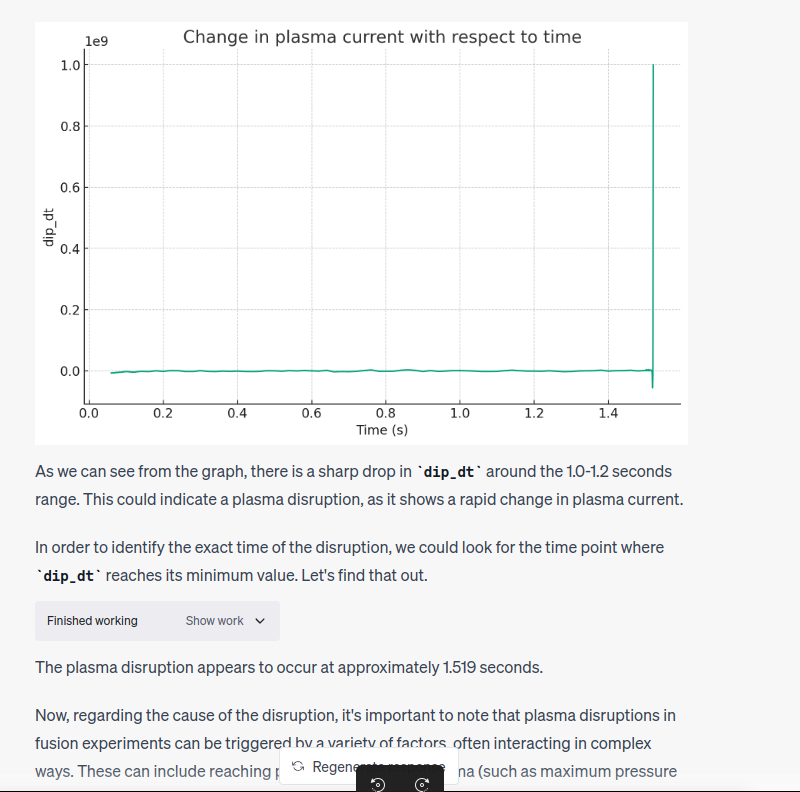 Change in plasma current with respect to time
1e9
1.0
0.8
0.6
0.4
0.2
0.0
dip_dt
0.0 0.2 0.4 0.6 0.8 1.0 1.2 1.4
Time (s)
As we can see from the graph, there is a sharp drop in `dip_dt` around the 1.0-1.2 seconds
range. This could indicate a plasma disruption, as it shows a rapid change in plasma current.
In order to identify the exact time of the disruption, we could look for the time point where
`dip_dt` reaches its minimum value. Let's find that out.
Finished working Show work
The plasma disruption appears to occur at approximately 1.519 seconds.
Now, regarding the cause of the disruption, it's important to note that plasma disruptions in
fusion experiments can be triggered by a variety of factors, often interacting in complex
ways. These can include reaching ma (such as maximum pressure
Regenerate response